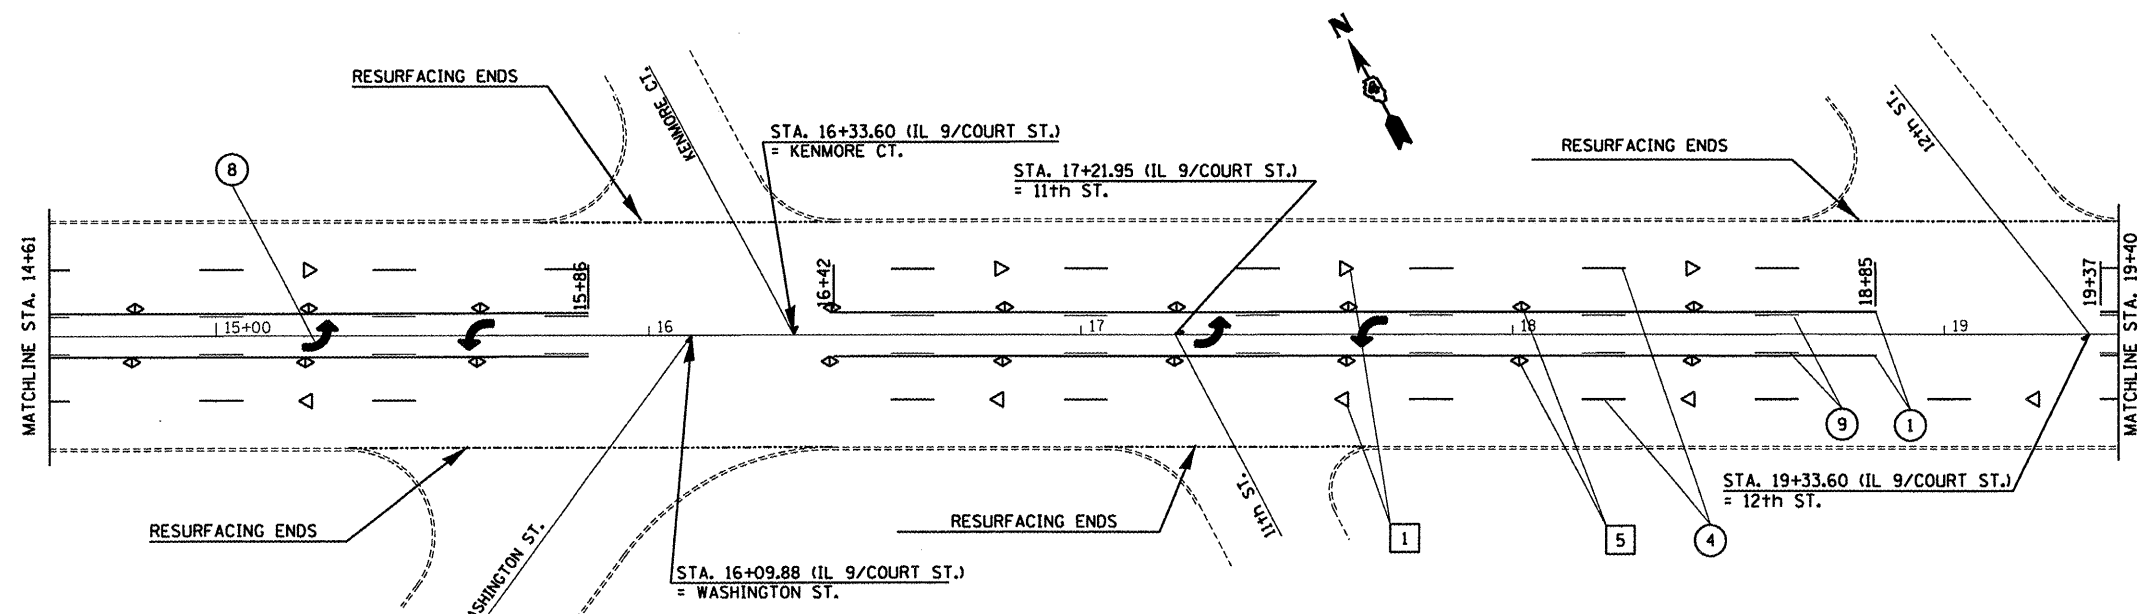 N
RESURFACING ENDS
KENMORE CT.
STA. 16+33.60 (IL 9/COURT ST.)
= KENMORE CT.
12th ST.
RESURFACING ENDS
8
STA. 17+21.95 (IL 9/COURT ST.)
= 11th ST.
MATCHLINE STA. 14+61
15+86
16+42
18+85
19+37
MATCHLINE STA. 19+40
15+00
16
17
18
19
9
1
11th ST.
STA. 19+33.60 (IL 9/COURT ST.)
= 12th ST.
RESURFACING ENDS
RESURFACING ENDS
1
5
4
ASHINGTON ST.
STA. 16+09.88 (IL 9/COURT ST.)
= WASHINGTON ST.